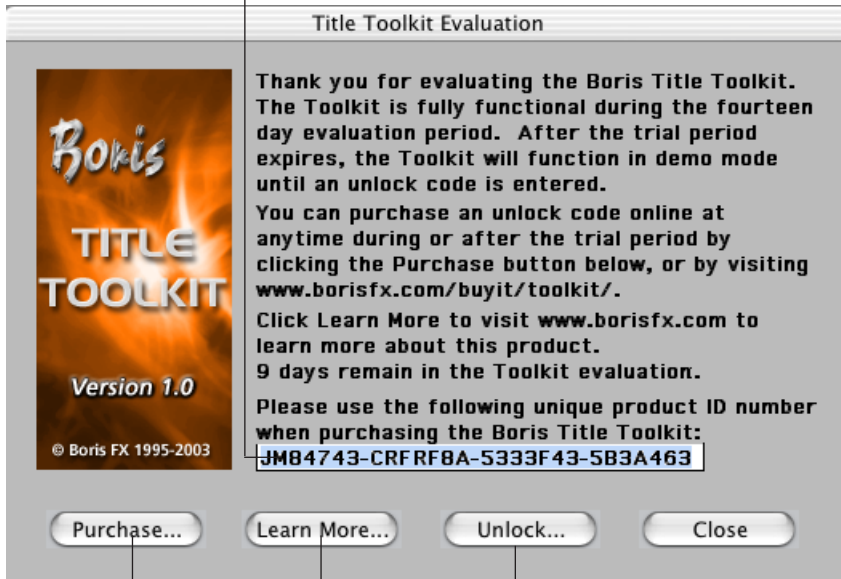 Title Toolkit Evaluation
Boris
TITLE
TOOLKIT
Version 1.0
© Boris FX 1995-2003
Thank you for evaluating the Boris Title Toolkit.
The Toolkit is fully functional during the fourteen
day evaluation period. After the trial period
expires, the Toolkit will function in demo mode
until an unlock code is entered.
You can purchase an unlock code online at
anytime during or after the trial period by
clicking the Purchase button below, or by visiting
www.borisfx.com/buyit/toolkit/.
Click Learn More to visit www.borisfx.com to
learn more about this product.
9 days remain in the Toolkit evaluation.
Please use the following unique product ID number
when purchasing the Boris Title Toolkit:
JM84743-CRFRF8A-5333F43-5B3A463
Purchase... Learn More... Unlock... Close